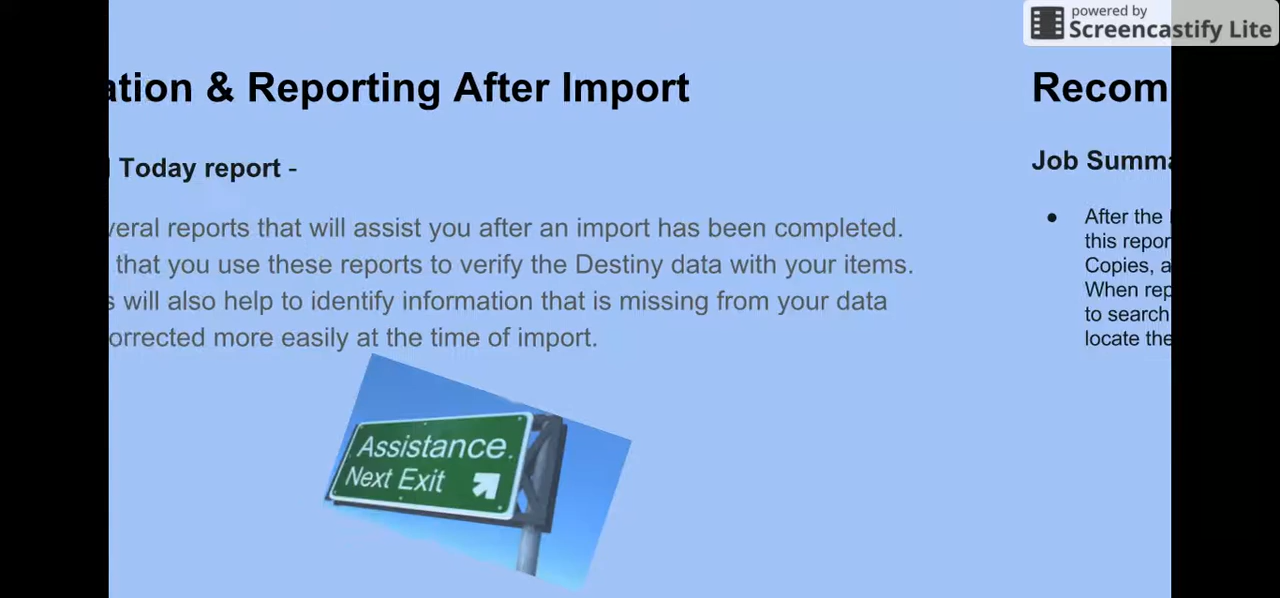 powered by
Screencastify Lite
ation & Reporting After Import
Today report -
veral reports that will assist you after an import has been completed.
that you use these reports to verify the Destiny data with your items.
s will also help to identify information that is missing from your data
orrected more easily at the time of import.
Assistance
Next Exit
Recom
Job Summa
● After the
this repor
Copies, a
When rep
to search
locate the